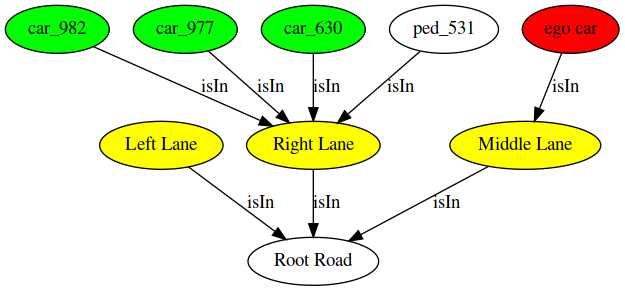 car_982
car_977
car_630
ped_531
ego car
isIn
isIn
isIn
isIn
isIn
Left Lane
Right Lane
Middle Lane
isIn
isIn
isIn
Root Road